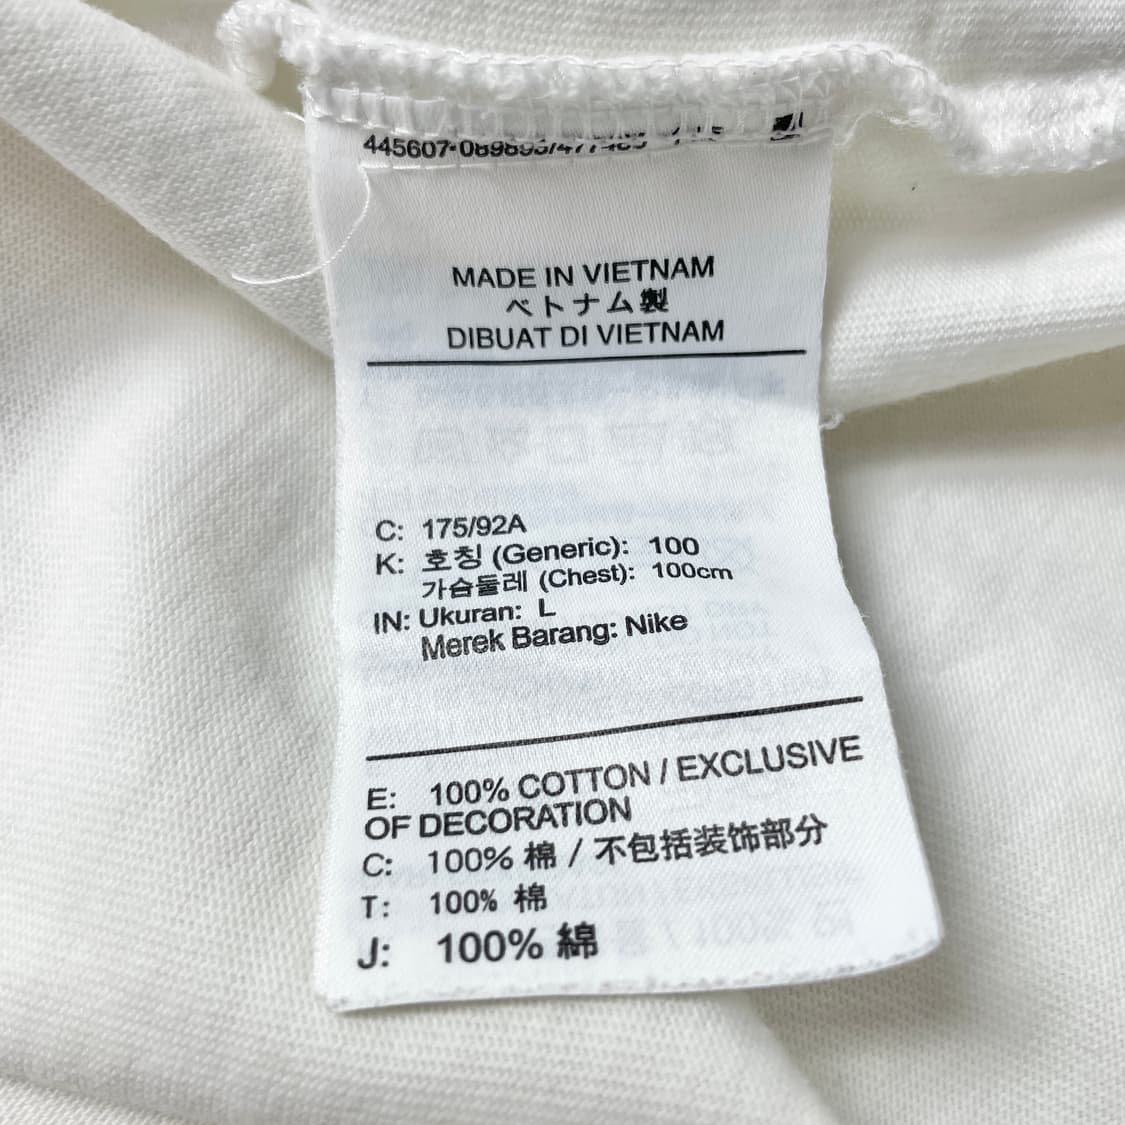 MADE IN VIETNAM
ベトナム製
DIBUAT DI VIETNAM
C: 175/92A
K: 호칭 (Generic): 100
가슴둘레 (Chest): 100cm
IN: Ukuran: L
Merek Barang: Nike
E: 100% COTTON / EXCLUSIVE
OF DECORATION
C: 100% 棉 / 不包括装饰部分
T: 100% 棉
J: 100% 綿